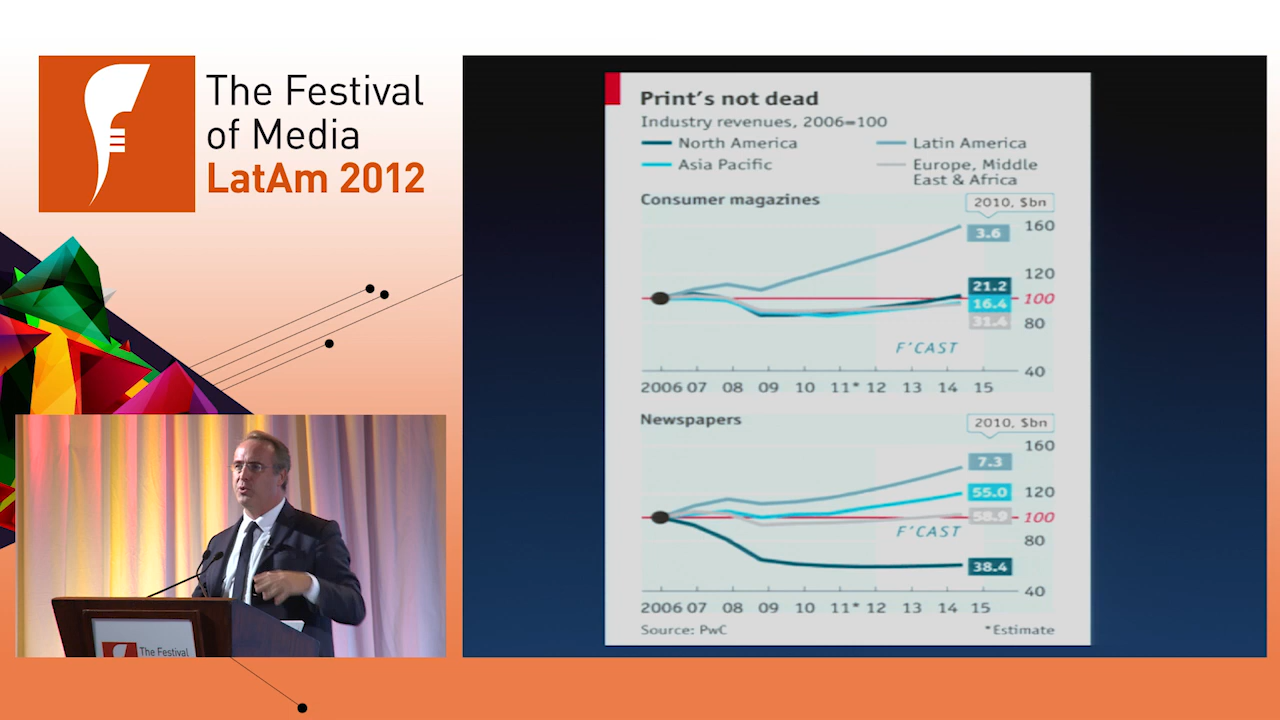 The Festival
of Media
LatAm 2012
Print's not dead
Industry revenues, 2006=100
North America
Latin America
Asia Pacific
Europe, Middle
East & Africa
Consumer magazines
2010, $bn
160
3.6
120
21.2
100
16.4
31.4
80
F'CAST
40
2006 07 08 09 10 11* 12 13 14 15
Newspapers
2010, $bn
160
7.3
55.0
120
58.9
100
F'CAST
80
38.4
40
2006 07 08 09 10 11* 12 13 14 15
Source: PwC
*Estimate
The Festival